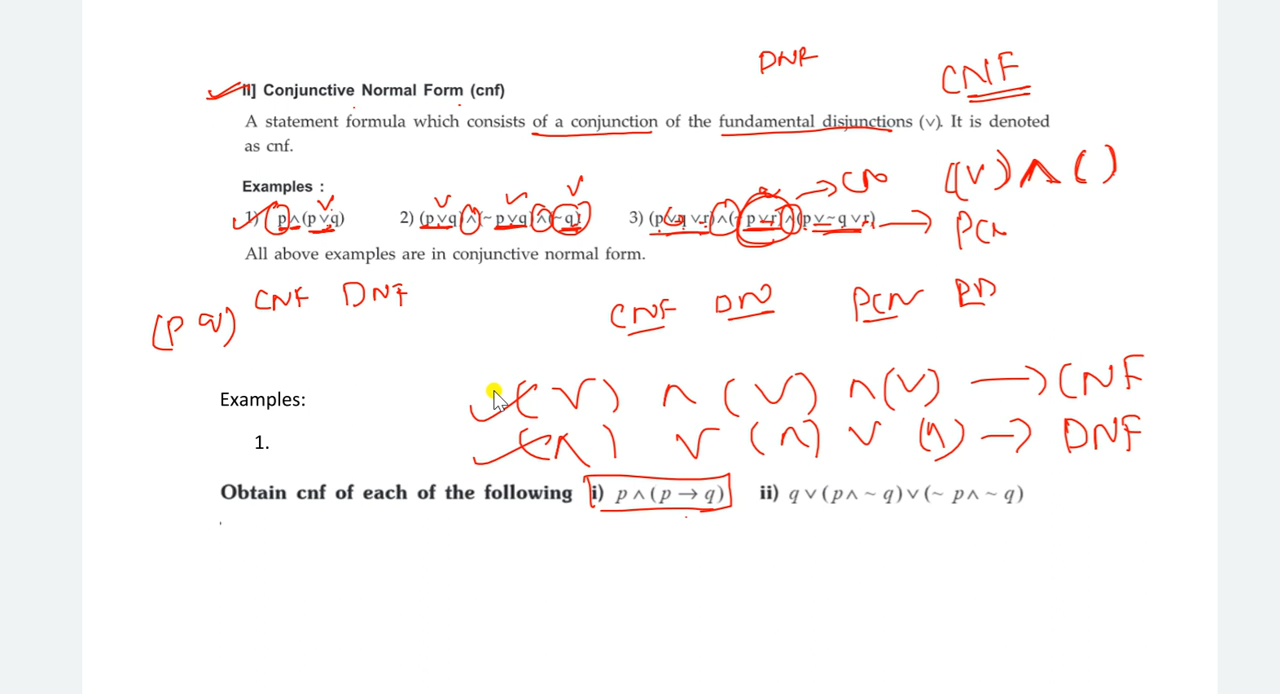 DNF
CNF
II] Conjunctive Normal Form (cnf)
A statement formula which consists of a conjunction of the fundamental disjunctions (∨). It is denoted
as cnf.
((∨) ∧ ( )
Examples :
→ CN
1) p∧(p∨q) 2) (p∨q)∧(~p∨q)∧(~q) 3) (p∨q∨r)∧(~p∨r)∧(p∨~q∨r) → PCN
All above examples are in conjunctive normal form.
(p q) CNF DNF CNF DN PCN PD
(∨) ∧ (∨) ∧ (∨) → CNF
Examples:
(∧) ∨ (∧) ∨ (∧) → DNF
1.
Obtain cnf of each of the following i) p∧(p→q) ii) q∨(p∧~q)∨(~p∧~q)